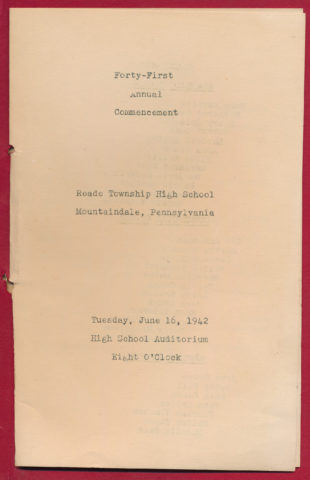 Forty-First
Annual
Commencement
Reade Township High School
Mountaindale, Pennsylvania
Tuesday, June 16, 1942
High School Auditorium
Eight O'Clock